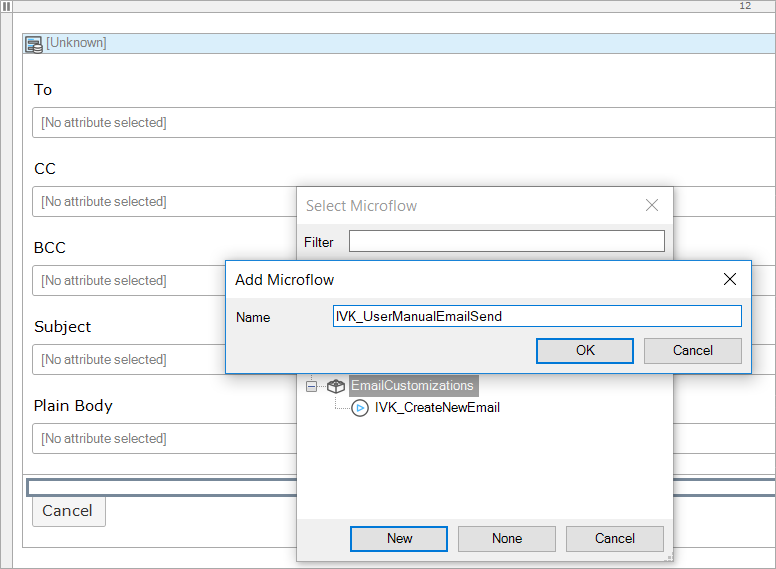 12
[Unknown]
To
[No attribute selected]
CC
[No attribute selected]
BCC
[No attribute selected]
Subject
[No attribute selected]
Plain Body
[No attribute selected]
Cancel
Select Microflow
Filter
Add Microflow
Name IVK_UserManualEmailSend
OK Cancel
EmailCustomizations
IVK_CreateNewEmail
New None Cancel